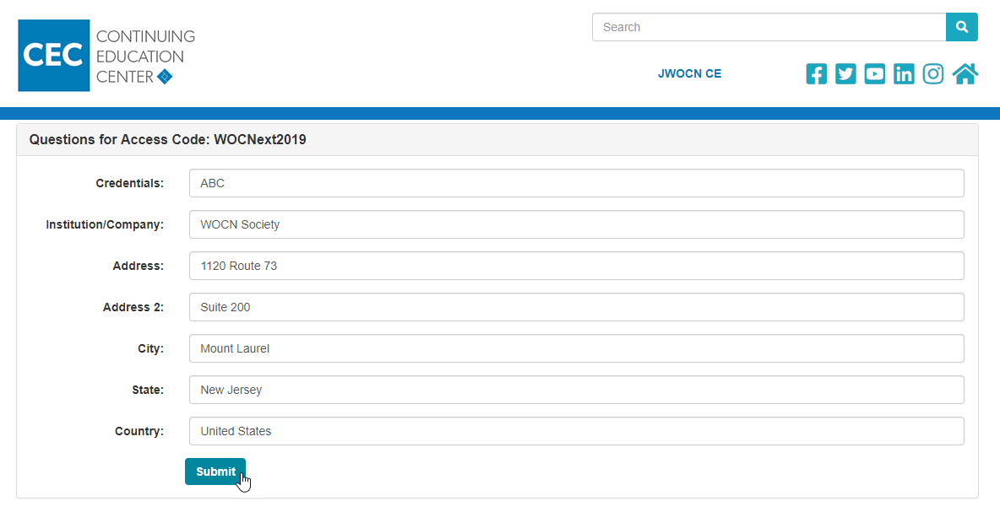 CEC
CONTINUING
EDUCATION
CENTER
Search
JWOCN CE
Questions for Access Code: WOCNext2019
Credentials: ABC
Institution/Company: WOCN Society
Address: 1120 Route 73
Address 2: Suite 200
City: Mount Laurel
State: New Jersey
Country: United States
Submit